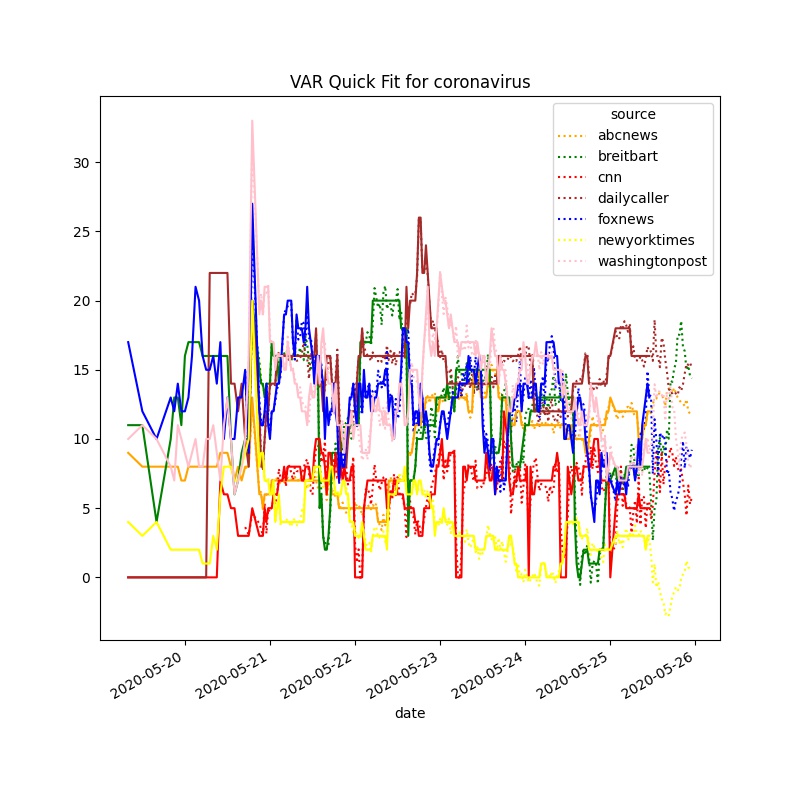 VAR Quick Fit for coronavirus
source
abcnews
breitbart
cnn
dailycaller
foxnews
newyorktimes
washingtonpost
30
25
20
15
10
5
0
2020-05-20
2020-05-21
2020-05-22
2020-05-23
2020-05-24
2020-05-25
2020-05-26
date